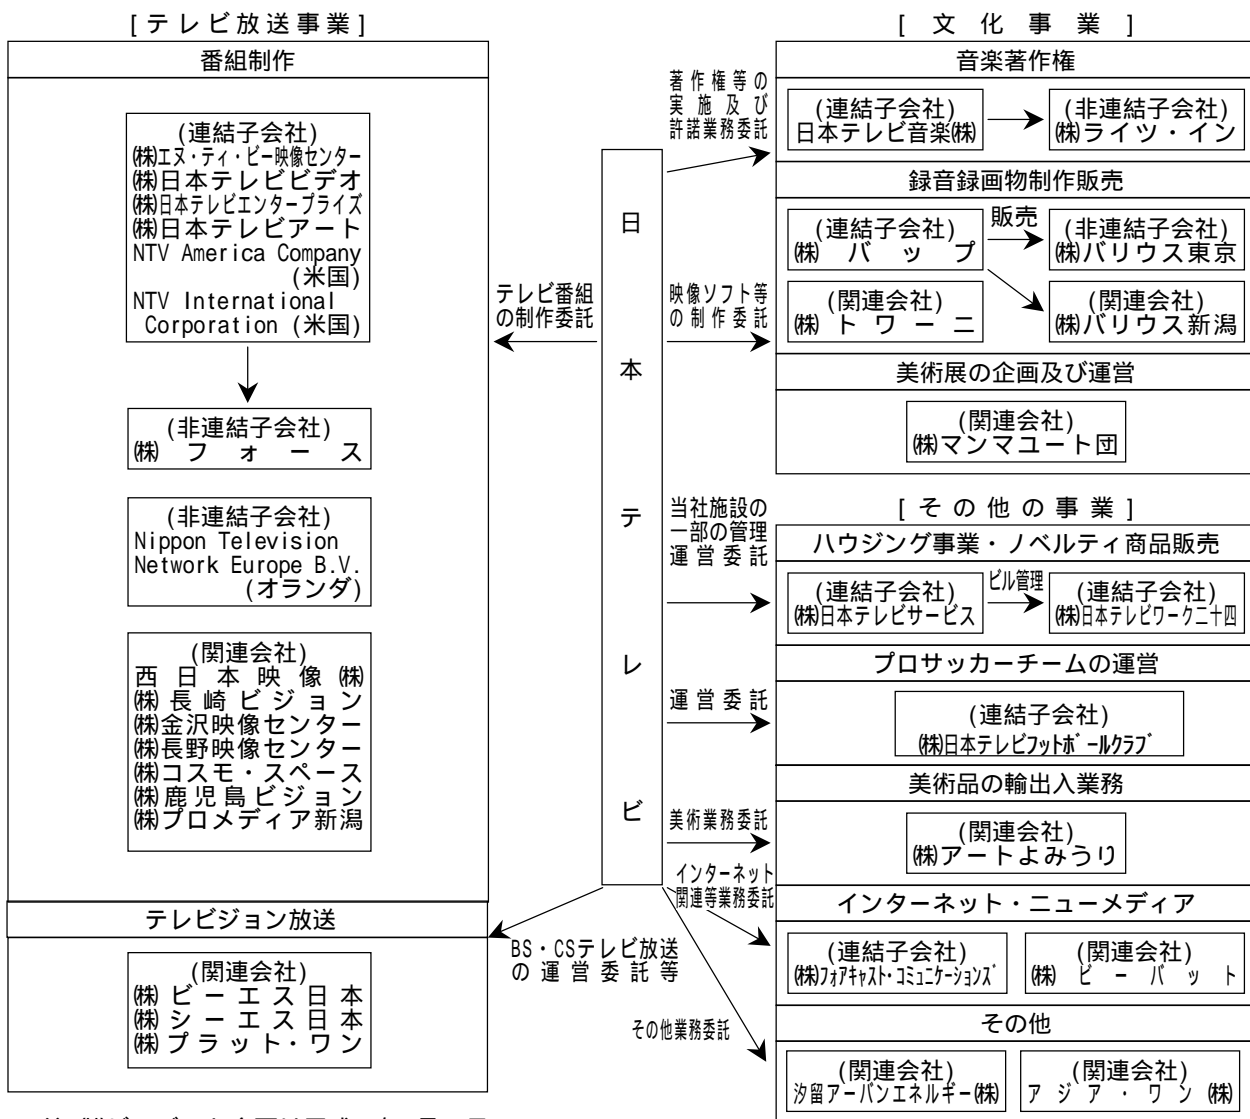 [テレビ放送事業]
番組制作
(連結子会社)
㈱エヌ・ティ・ビー映像センター
㈱日本テレビビデオ
㈱日本テレビエンタープライズ
㈱日本テレビアート
NTV America Company
(米国)
NTV International
Corporation (米国)
(非連結子会社)
㈱フォース
(非連結子会社)
Nippon Television
Network Europe B.V.
(オランダ)
(関連会社)
西日本映像㈱
㈱長崎ビジョン
㈱金沢映像センター
㈱長野映像センター
㈱コスモ・スペース
㈱鹿児島ビジョン
㈱プロメディア新潟
テレビジョン放送
(関連会社)
㈱ビーエス日本
㈱シーエス日本
㈱プラット・ワン
テレビ番組
の制作委託
BS・CSテレビ放送
の運営委託等
日本テレビ
著作権等の
実施及び
許諾業務委託
映像ソフト等
の制作委託
当社施設の
一部の管理
運営委託
運営委託
美術業務委託
インターネット
関連等業務委託
その他業務委託
[文化事業]
音楽著作権
(連結子会社)
日本テレビ音楽㈱
(非連結子会社)
㈱ライツ・イン
録音録画物制作販売
(連結子会社)
㈱バップ
販売
(非連結子会社)
㈱バリウス東京
(関連会社)
㈱トワーニ
(関連会社)
㈱バリウス新潟
美術展の企画及び運営
(関連会社)
㈱マンマユート団
[その他の事業]
ハウジング事業・ノベルティ商品販売
(連結子会社)
㈱日本テレビサービス
ビル管理
(連結子会社)
㈱日本テレビワーク二十四
プロサッカーチームの運営
(連結子会社)
㈱日本テレビフットボールクラブ
美術品の輸出入業務
(関連会社)
㈱アートよみうり
インターネット・ニューメディア
(連結子会社)
㈱フォアキャスト・コミュニケーションズ
(関連会社)
㈱ビーバット
その他
(関連会社)
汐留アーバンエネルギー㈱
(関連会社)
アジア・ワン㈱